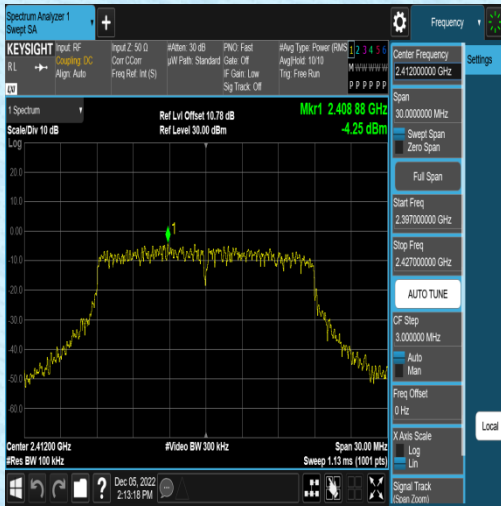 Spectrum Analyzer 1
Swept SA
Frequency
KEYSIGHT
RL
Input: RF
Coupling: DC
Align: Auto
Input Z: 50 Ω
Corr CCorr
Freq Ref: Int (S)
#Atten: 30 dB
µW Path: Standard
PNO: Fast
Gate: Off
IF Gain: Low
Sig Track: Off
#Avg Type: Power (RMS
Avg|Hold: 10/10
Trig: Free Run
1 2 3 4 5 6
M W W W W W
P P P P P P
1 Spectrum
Scale/Div 10 dB
Log
Ref Lvl Offset 10.78 dB
Ref Level 30.00 dBm
Mkr1 2.408 88 GHz
-4.25 dBm
20.0
10.0
0.00
-10.0
-20.0
-30.0
-40.0
-50.0
-60.0
1
Center 2.41200 GHz
#Res BW 100 kHz
#Video BW 300 kHz
Span 30.00 MHz
Sweep 1.13 ms (1001 pts)
Dec 05, 2022
2:13:18 PM
Center Frequency
2.412000000 GHz
Settings
Span
30.0000000 MHz
Swept Span
Zero Span
Full Span
Start Freq
2.397000000 GHz
Stop Freq
2.427000000 GHz
AUTO TUNE
CF Step
3.000000 MHz
Auto
Man
Freq Offset
0 Hz
X Axis Scale
Log
Lin
Signal Track
(Span Zoom)
Local